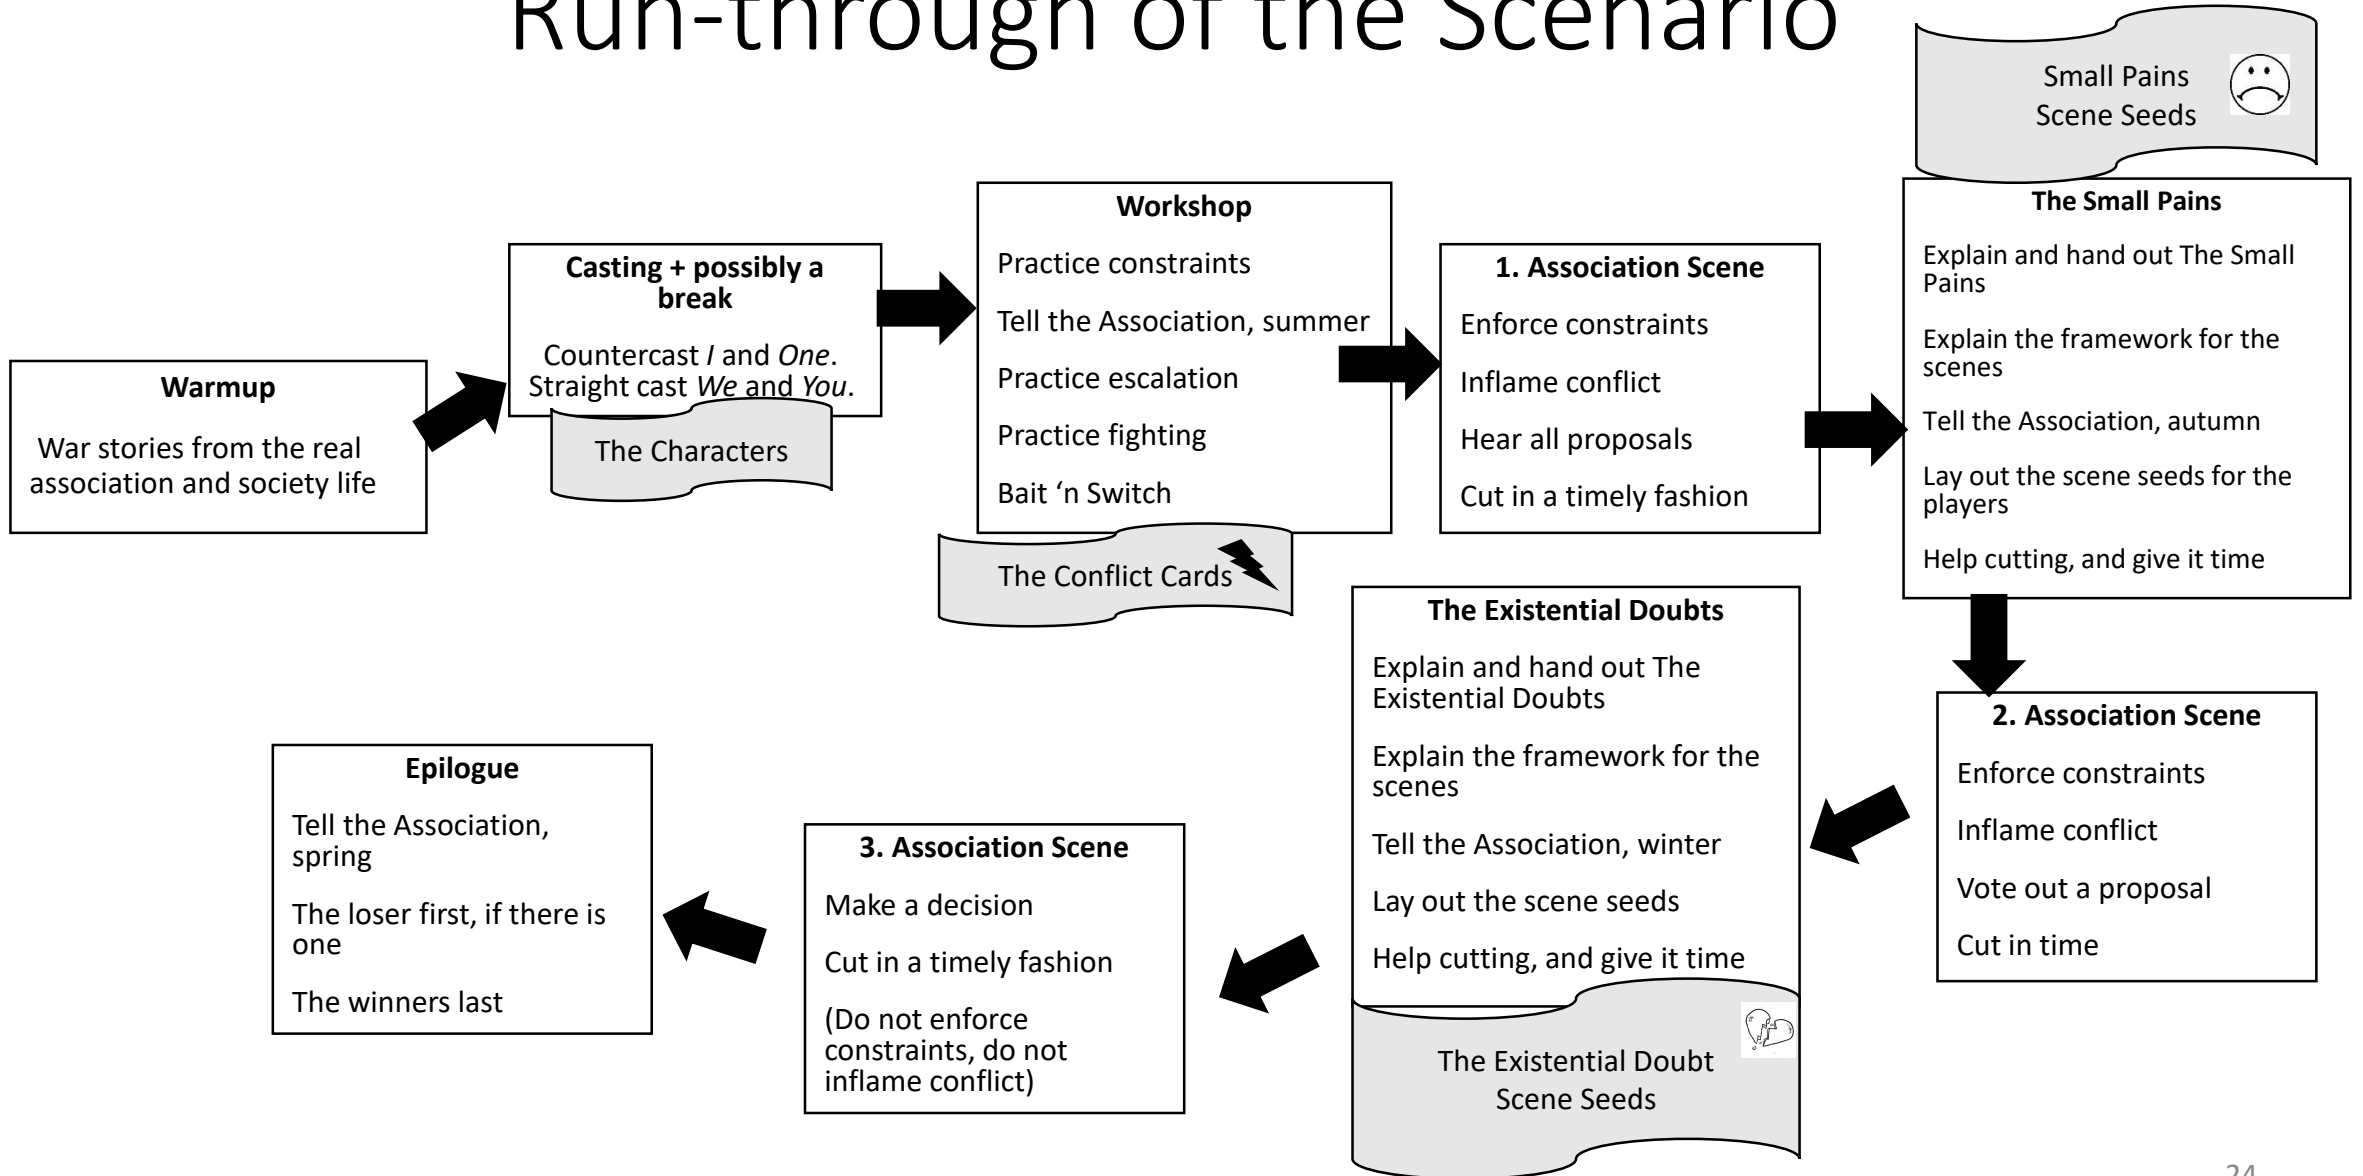 Run-through of the Scenario
Warmup
War stories from the real
association and society life
Casting + possibly a
break
Countercast I and One.
Straight cast We and You.
The Characters
Workshop
Practice constraints
Tell the Association, summer
Practice escalation
Practice fighting
Bait ‘n Switch
The Conflict Cards
1. Association Scene
Enforce constraints
Inflame conflict
Hear all proposals
Cut in a timely fashion
Small Pains
Scene Seeds
The Small Pains
Explain and hand out The Small
Pains
Explain the framework for the
scenes
Tell the Association, autumn
Lay out the scene seeds for the
players
Help cutting, and give it time
2. Association Scene
Enforce constraints
Inflame conflict
Vote out a proposal
Cut in time
The Existential Doubts
Explain and hand out The
Existential Doubts
Explain the framework for the
scenes
Tell the Association, winter
Lay out the scene seeds
Help cutting, and give it time
The Existential Doubt
Scene Seeds
3. Association Scene
Make a decision
Cut in a timely fashion
(Do not enforce
constraints, do not
inflame conflict)
Epilogue
Tell the Association,
spring
The loser first, if there is
one
The winners last
24